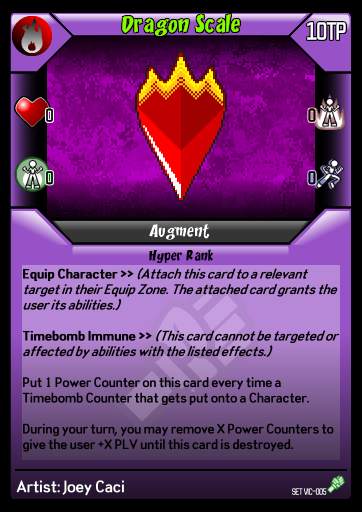 Dragon Scale
10TP
0
0
0
0
Augment
Hyper Rank
Equip Character >> (Attach this card to a relevant
target in their Equip Zone. The attached card grants the
user its abilities.)
Timebomb Immune >> (This card cannot be targeted or
affected by abilities with the listed effects.)
Put 1 Power Counter on this card every time a
Timebomb Counter that gets put onto a Character.
During your turn, you may remove X Power Counters to
give the user +X PLV until this card is destroyed.
Artist: Joey Caci
SET VIC-005